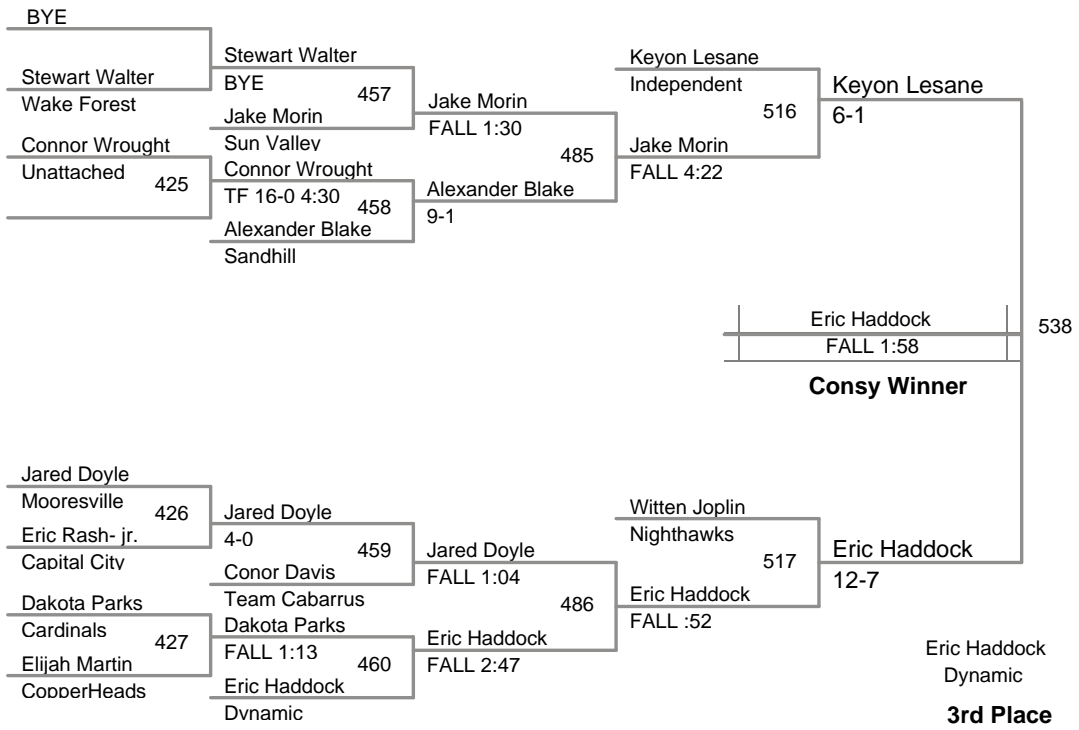 BYE
Stewart Walter
Wake Forest
Connor Wrought
Unattached
425
Stewart Walter
BYE
457
Jake Morin
Sun Valley
Connor Wrought
TF 16-0 4:30
458
Alexander Blake
Sandhill
Jake Morin
FALL 1:30
485
Alexander Blake
9-1
Keyon Lesane
Independent
516
Jake Morin
FALL 4:22
Keyon Lesane
6-1
Eric Haddock
FALL 1:58
538
Consy Winner
Jared Doyle
Mooresville
426
Eric Rash- jr.
Capital City
Dakota Parks
Cardinals
427
Elijah Martin
CopperHeads
Jared Doyle
4-0
459
Conor Davis
Team Cabarrus
Dakota Parks
FALL 1:13
460
Eric Haddock
Dynamic
Jared Doyle
FALL 1:04
486
Eric Haddock
FALL 2:47
Witten Joplin
Nighthawks
517
Eric Haddock
FALL :52
Eric Haddock
12-7
Eric Haddock
Dynamic
3rd Place